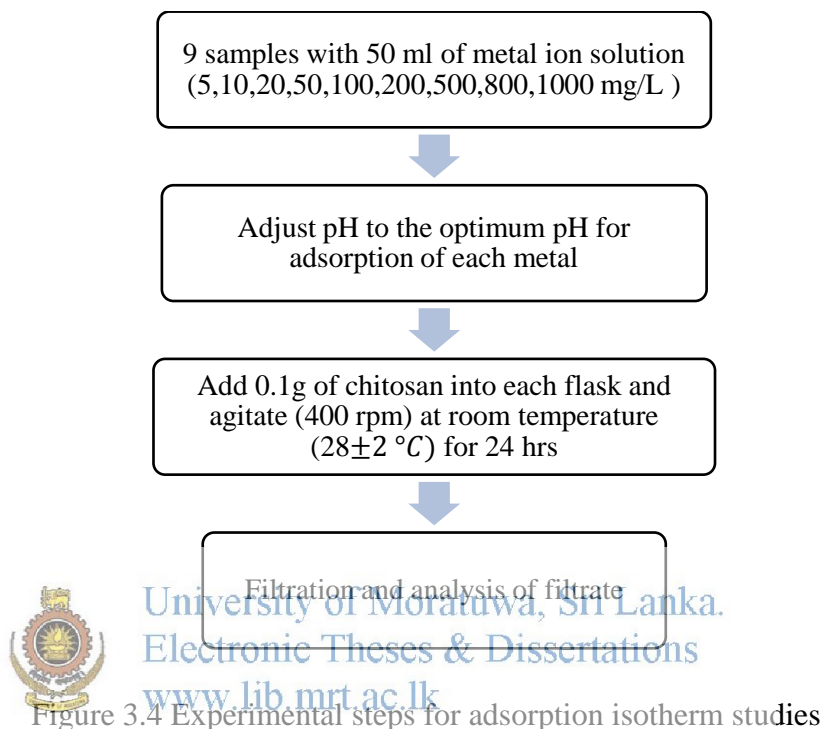 9 samples with 50 ml of metal ion solution
(5,10,20,50,100,200,500,800,1000 mg/L )
Adjust pH to the optimum pH for
adsorption of each metal
Add 0.1g of chitosan into each flask and
agitate (400 rpm) at room temperature
(28±2 °C) for 24 hrs
Filtration and analysis of filtrate
University of Moratuwa, Sri Lanka.
Electronic Theses & Dissertations
www.lib.mrt.ac.lk
Figure 3.4 Experimental steps for adsorption isotherm studies